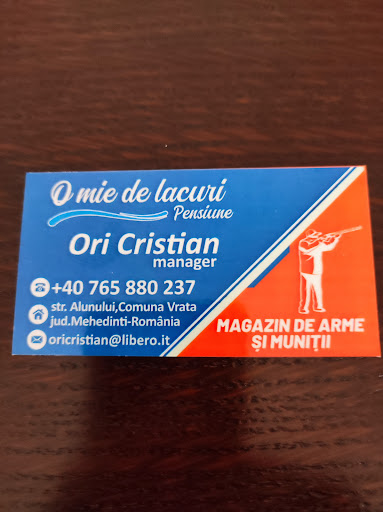 O mie de lacuri
Pensiune
Ori Cristian
manager
+40 765 880 237
str. Alunului,Comuna Vrata
jud.Mehedinti-România
oricristian@libero.it
MAGAZIN DE ARME
ȘI MUNIȚII